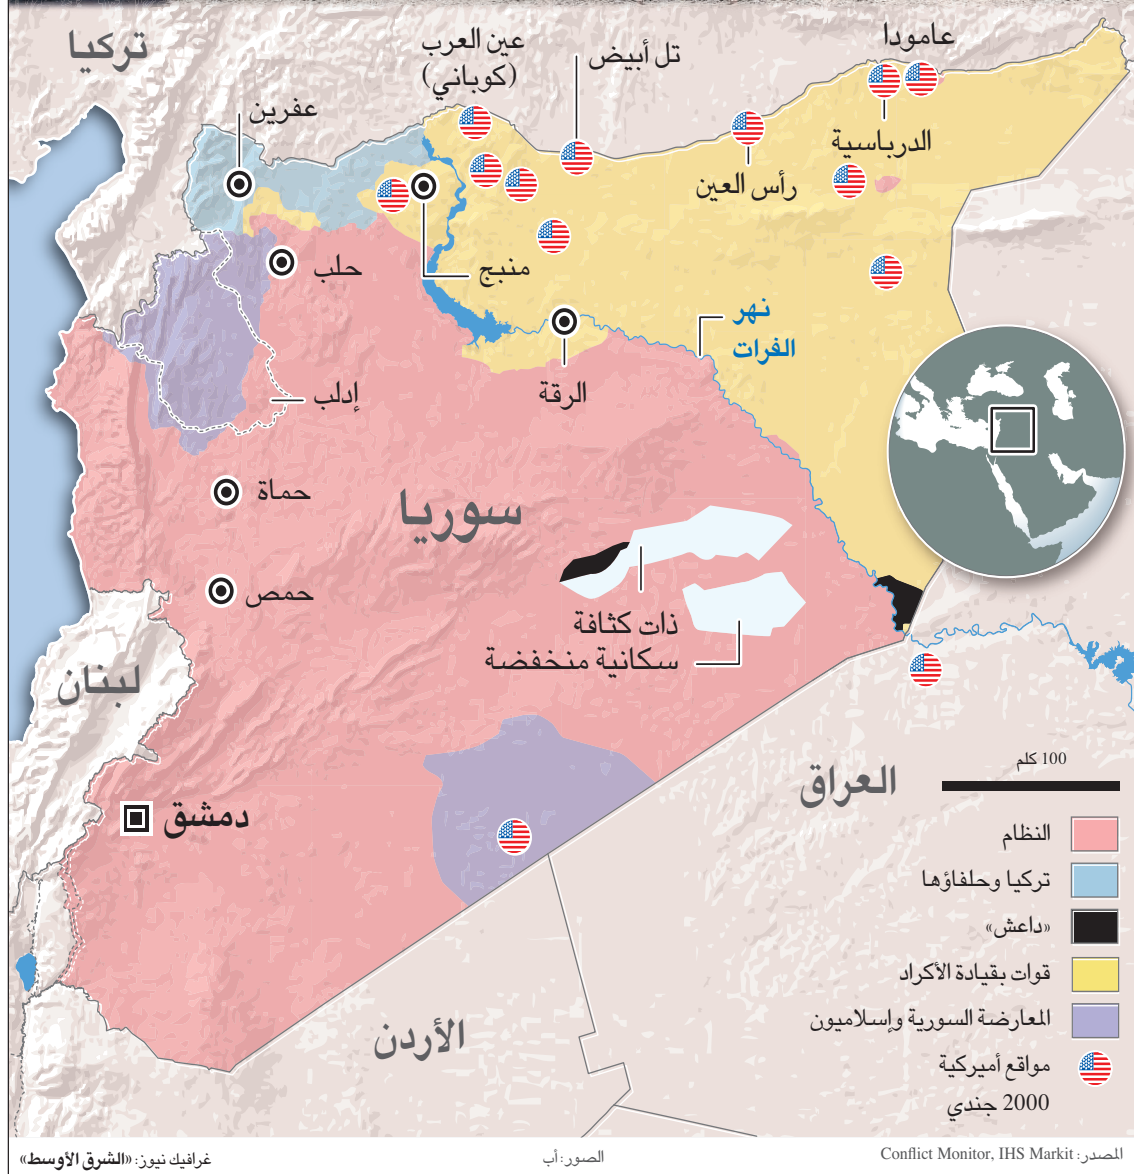 تركيا
عين العرب
(كوباني)
تل أبيض
عامودا
عفرين
الدرباسية
رأس العين
منبج
حلب
نهر
الفرات
الرقة
إدلب
سوريا
حماة
حمص
ذات كثافة
سكانية منخفضة
لبنان
العراق
100 كلم
دمشق
النظام
تركيا وحلفاؤها
«داعش»
قوات بقيادة الأكراد
المعارضة السورية وإسلاميون
مواقع أميركية
2000 جندي
الأردن
المصدر: Conflict Monitor, IHS Markit
الصور: أب
غرافيك نيوز: «الشرق الأوسط»